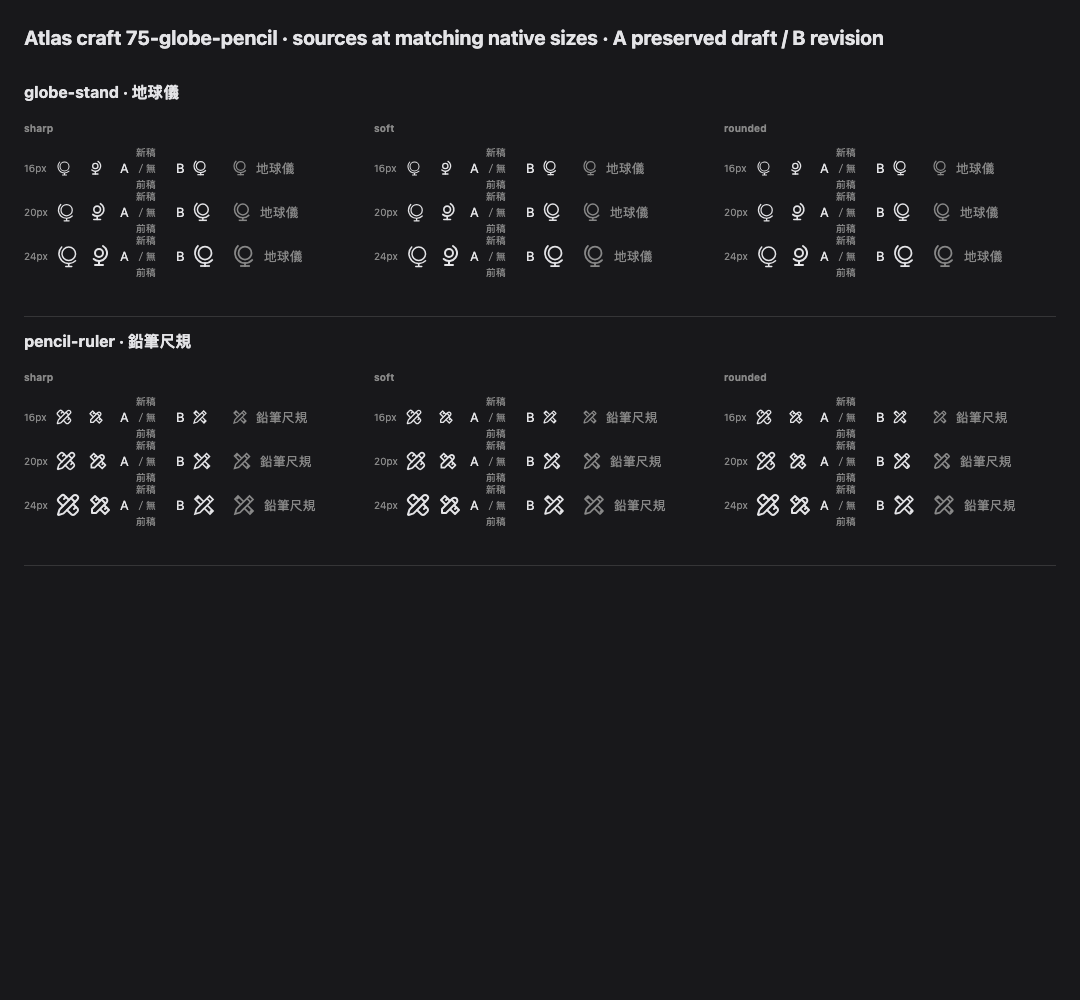 Atlas craft 75-globe-pencil · sources at matching native sizes · A preserved draft / B revision
globe-stand · 地球儀
sharp
16px A 新稿 / 無前稿 B 地球儀
20px A 新稿 / 無前稿 B 地球儀
24px A 新稿 / 無前稿 B 地球儀
soft
16px A 新稿 / 無前稿 B 地球儀
20px A 新稿 / 無前稿 B 地球儀
24px A 新稿 / 無前稿 B 地球儀
rounded
16px A 新稿 / 無前稿 B 地球儀
20px A 新稿 / 無前稿 B 地球儀
24px A 新稿 / 無前稿 B 地球儀
pencil-ruler · 鉛筆尺規
sharp
16px A 新稿 / 無前稿 B 鉛筆尺規
20px A 新稿 / 無前稿 B 鉛筆尺規
24px A 新稿 / 無前稿 B 鉛筆尺規
soft
16px A 新稿 / 無前稿 B 鉛筆尺規
20px A 新稿 / 無前稿 B 鉛筆尺規
24px A 新稿 / 無前稿 B 鉛筆尺規
rounded
16px A 新稿 / 無前稿 B 鉛筆尺規
20px A 新稿 / 無前稿 B 鉛筆尺規
24px A 新稿 / 無前稿 B 鉛筆尺規